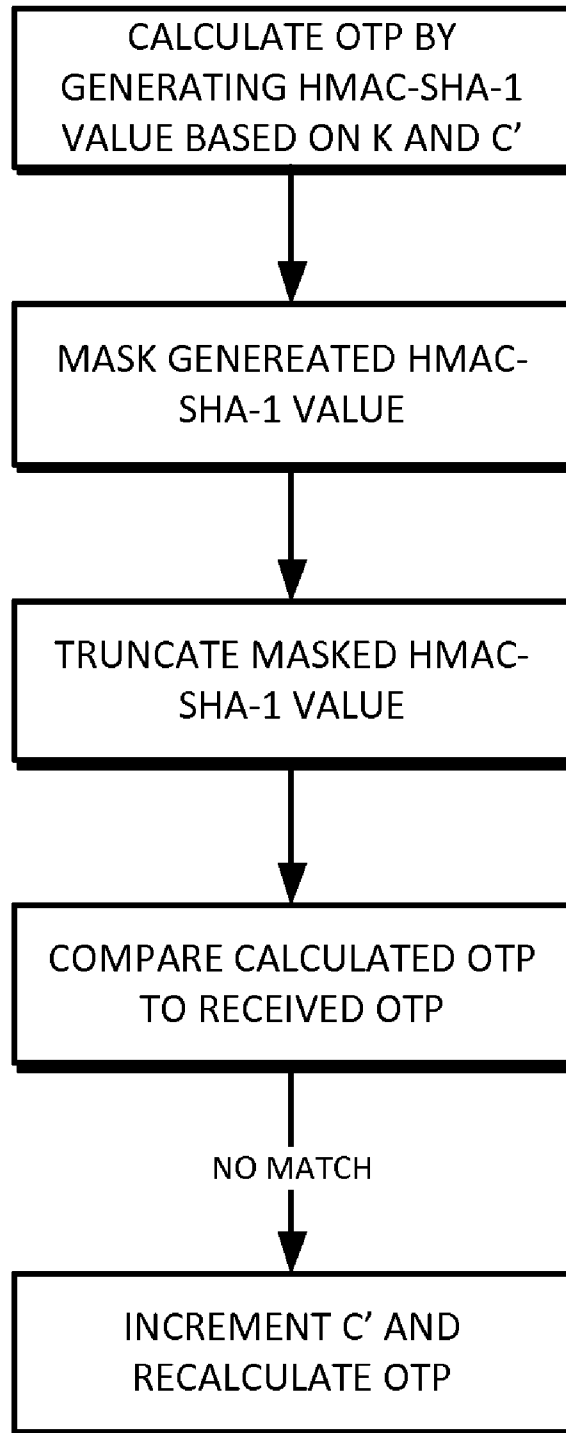 CALCULATE OTP BY
GENERATING HMAC-SHA-1
VALUE BASED ON K AND C’
MASK GENEREATED HMAC-
SHA-1 VALUE
TRUNCATE MASKED HMAC-
SHA-1 VALUE
COMPARE CALCULATED OTP
TO RECEIVED OTP
NO MATCH
INCREMENT C’ AND
RECALCULATE OTP